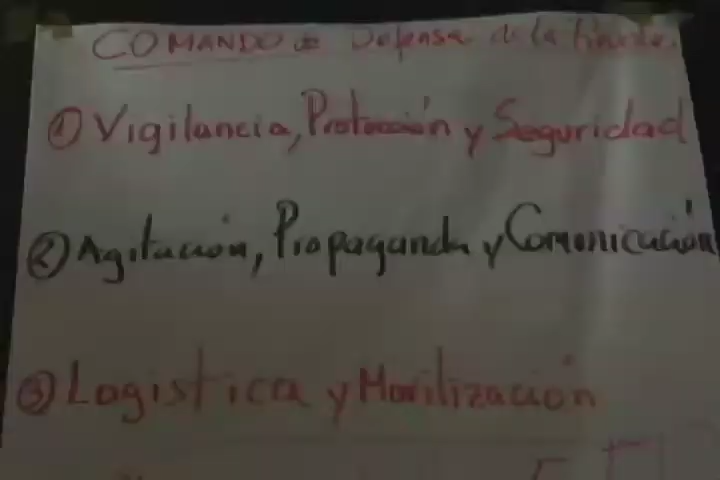 COMANDO de Defensa de la
① Vigilancia, Protección y Seguridad
② Agitación, Propaganda y Comunicación
③ Logistica y Movilización